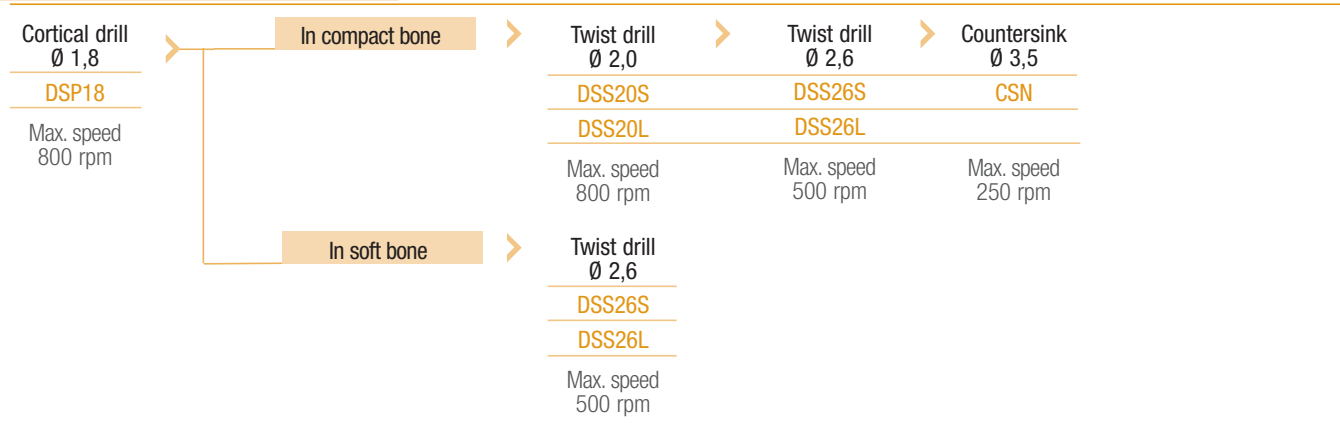 Cortical drill
Ø 1,8
DSP18
Max. speed
800 rpm
In compact bone
Twist drill
Ø 2,0
DSS20S
DSS20L
Max. speed
800 rpm
Twist drill
Ø 2,6
DSS26S
DSS26L
Max. speed
500 rpm
Countersink
Ø 3,5
CSN
Max. speed
250 rpm
In soft bone
Twist drill
Ø 2,6
DSS26S
DSS26L
Max. speed
500 rpm